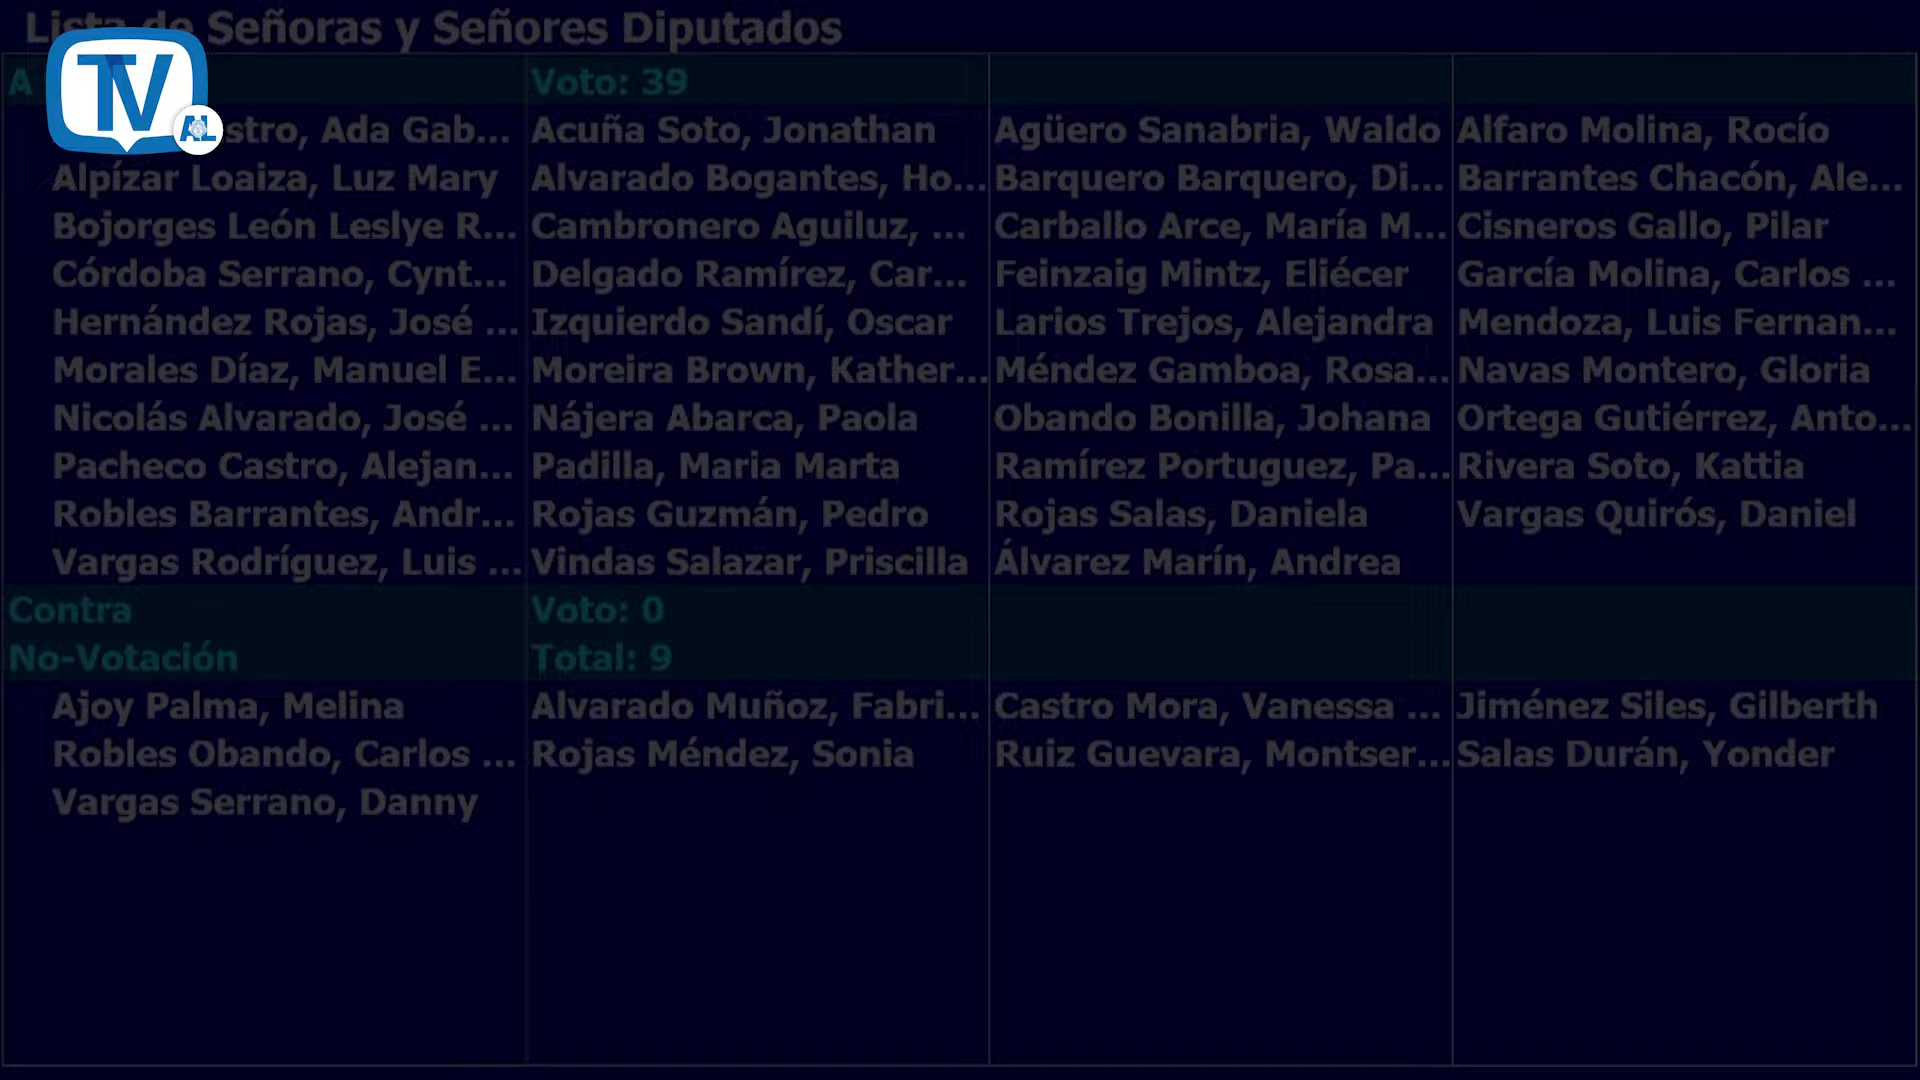 Lista de Señoras y Señores Diputados
A Voto: 39
stro, Ada Gab... Acuña Soto, Jonathan Agüero Sanabria, Waldo Alfaro Molina, Rocío
Alpízar Loaiza, Luz Mary Alvarado Bogantes, Ho... Barquero Barquero, Di... Barrantes Chacón, Ale...
Bojorges León Leslye R... Cambronero Aguiluz, ... Carballo Arce, María M... Cisneros Gallo, Pilar
Córdoba Serrano, Cynt... Delgado Ramírez, Car... Feinzaig Mintz, Eliécer García Molina, Carlos ...
Hernández Rojas, José ... Izquierdo Sandí, Oscar Larios Trejos, Alejandra Mendoza, Luis Fernan...
Morales Díaz, Manuel E... Moreira Brown, Kather... Méndez Gamboa, Rosa... Navas Montero, Gloria
Nicolás Alvarado, José ... Nájera Abarca, Paola Obando Bonilla, Johana Ortega Gutiérrez, Anto...
Pacheco Castro, Alejan... Padilla, Maria Marta Ramírez Portuguez, Pa... Rivera Soto, Kattia
Robles Barrantes, Andr... Rojas Guzmán, Pedro Rojas Salas, Daniela Vargas Quirós, Daniel
Vargas Rodríguez, Luis ... Vindas Salazar, Priscilla Álvarez Marín, Andrea
Contra Voto: 0
No-Votación Total: 9
Ajoy Palma, Melina Alvarado Muñoz, Fabri... Castro Mora, Vanessa ... Jiménez Siles, Gilberth
Robles Obando, Carlos ... Rojas Méndez, Sonia Ruiz Guevara, Montser... Salas Durán, Yonder
Vargas Serrano, Danny
TV
AL